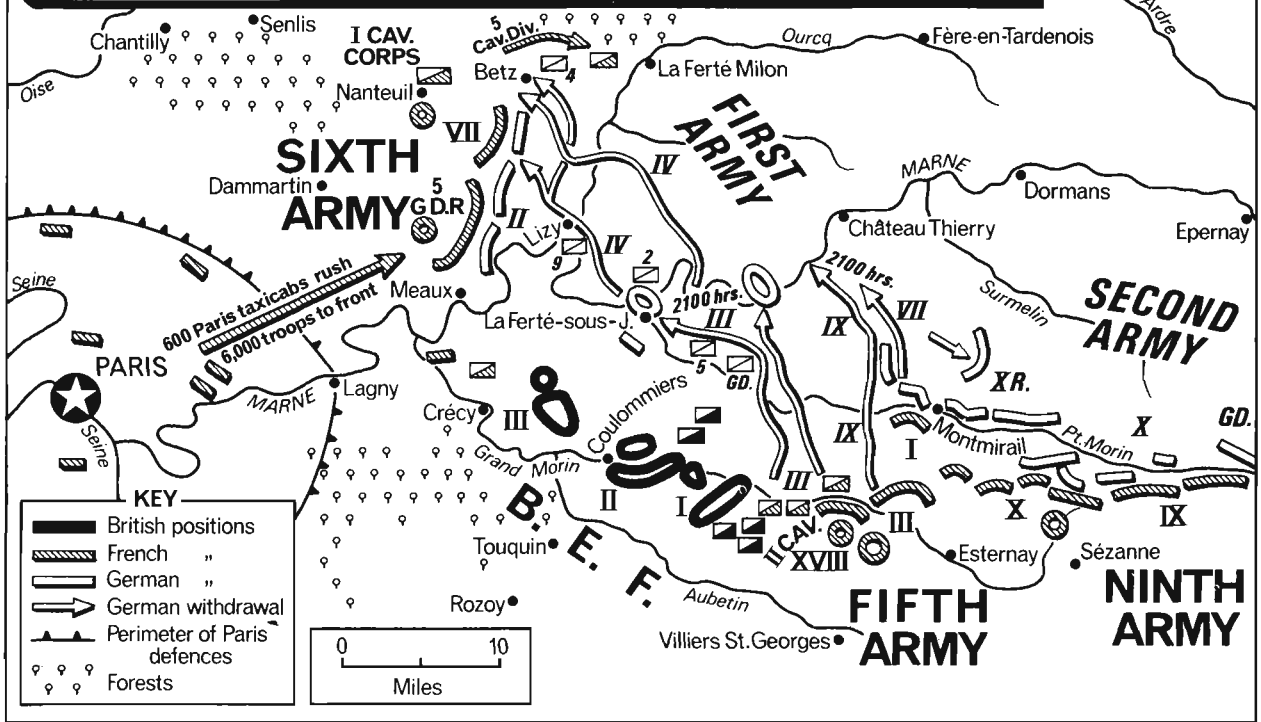 Chantilly
Senlis
Oise
I CAV.
CORPS
5
Cav.Div.
Betz
4
Ourcq
Fère-en-Tardenois
Ardre
La Ferté Milon
Nanteuil
VII
SIXTH
ARMY
Dammartin
5
G D.R
II
Lizy
9
IV
IV
FIRST
ARMY
MARNE
Dormans
Château Thierry
Epernay
2
2100 hrs.
III
2100 hrs.
IX
VII
Surmelin
SECOND
ARMY
X R.
Seine
PARIS
600 Paris taxicabs rush
6,000 troops to front
Meaux
La Ferté-sous-J.
5
GD.
Lagny
MARNE
Seine
Crécy
III
Coulommiers
Grand Morin
II
I
III
IX
I
Montmirail
Pt. Morin
X
GD.
III
X
IX
II CAV.
XVIII
B. E. F.
Touquin
Rozoy
Aubetin
Esternay
Sézanne
Villiers St.Georges
FIFTH
ARMY
NINTH
ARMY
KEY
British positions
French „
German „
German withdrawal
Perimeter of Paris
defences
Forests
0 10
Miles